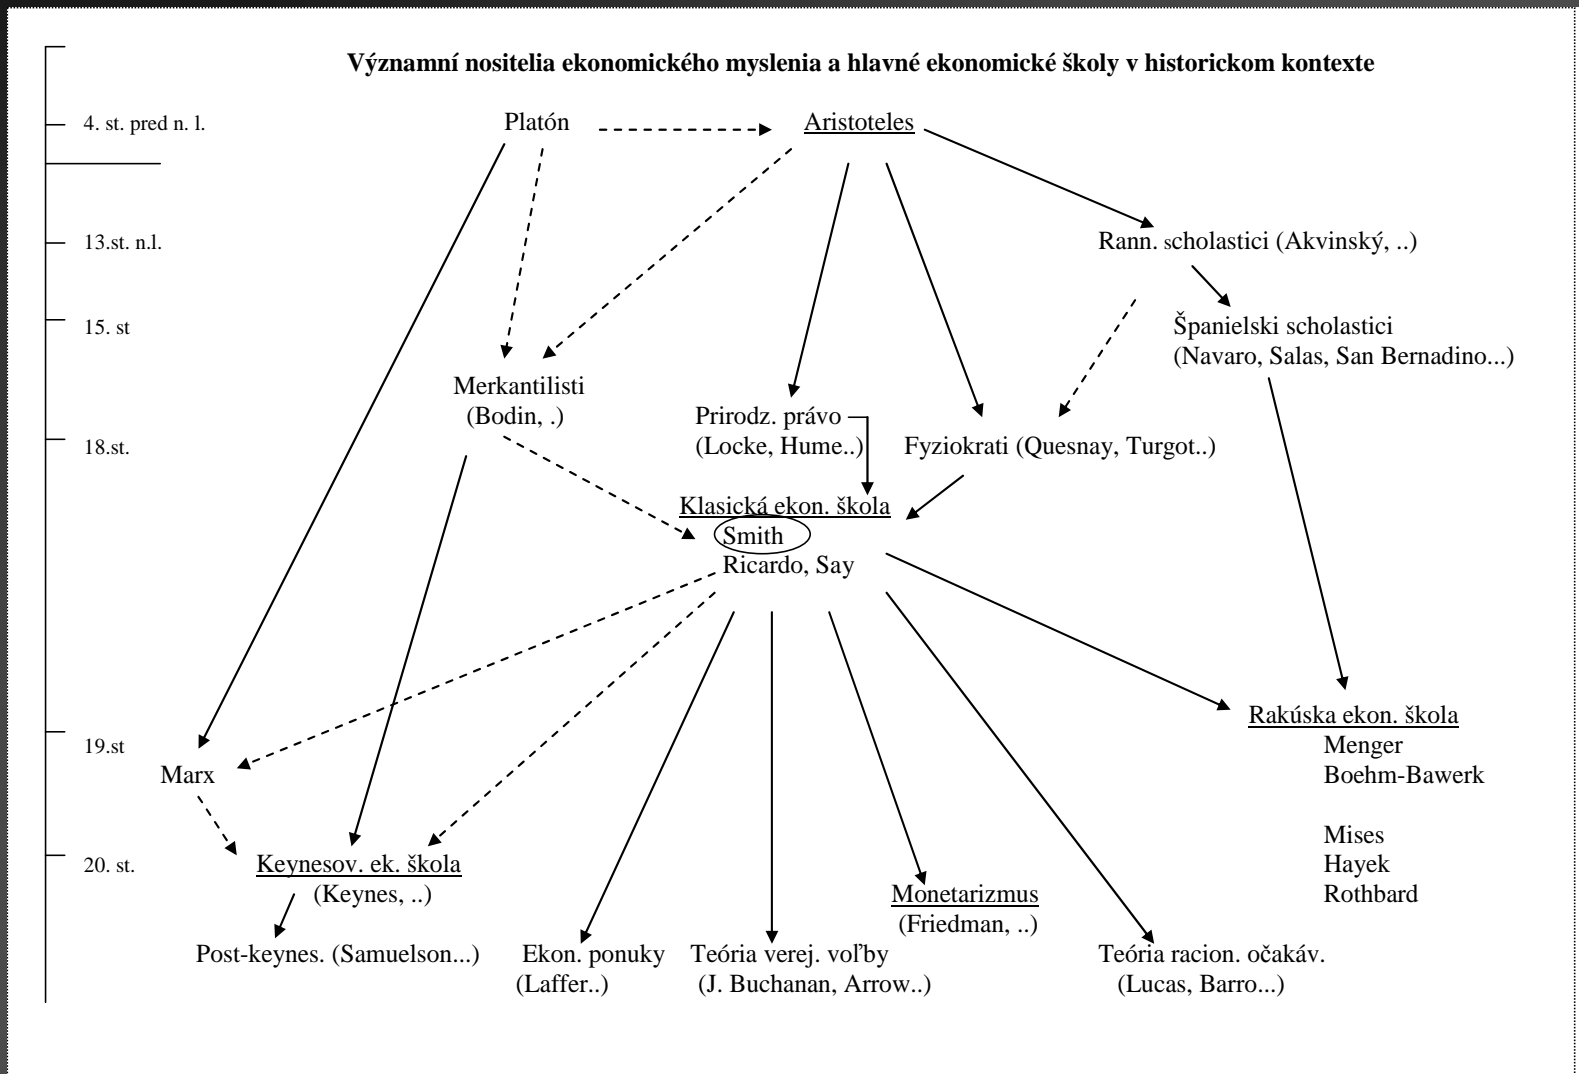 Významní nositelia ekonomického myslenia a hlavné ekonomické školy v historickom kontexte
4. st. pred n. l.
Platón
Aristoteles
13.st. n.l.
Rann. scholastici (Akvinský, ..)
15. st
Španielski scholastici
(Navaro, Salas, San Bernadino...)
Merkantilisti
(Bodin, .)
Prirodz. právo
(Locke, Hume..)
Fyziokrati (Quesnay, Turgot..)
18.st.
Klasická ekon. škola
Smith
Ricardo, Say
19.st
Marx
Rakúska ekon. škola
Menger
Boehm-Bawerk
Mises
Hayek
Rothbard
20. st.
Keynesov. ek. škola
(Keynes, ..)
Monetarizmus
(Friedman, ..)
Post-keynes. (Samuelson...)
Ekon. ponuky
(Laffer..)
Teória verej. voľby
(J. Buchanan, Arrow..)
Teória racion. očakáv.
(Lucas, Barro...)